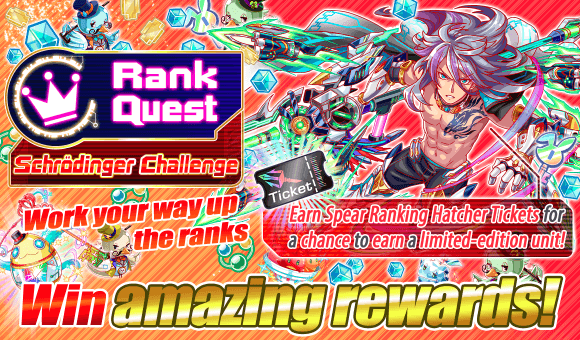 Rank
Quest
Schrödinger Challenge
Work your way up
the ranks
Ticket
Earn Spear Ranking Hatcher Tickets for
a chance to earn a limited-edition unit!
Win amazing rewards!